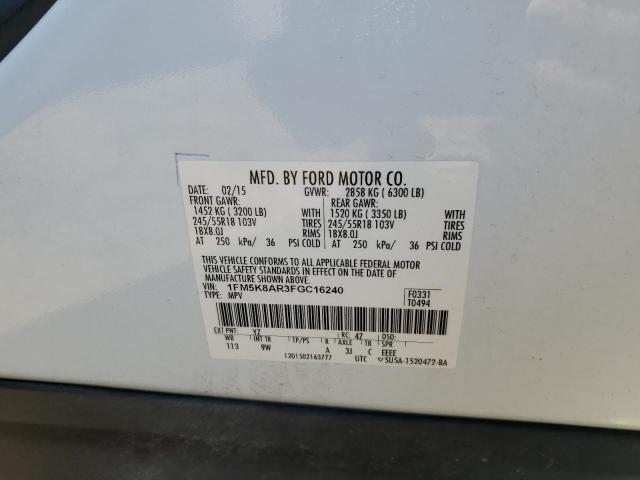 MFD. BY FORD MOTOR CO.
DATE: 02/15 GVWR: 2858 KG ( 6300 LB)
FRONT GAWR: REAR GAWR:
1452 KG ( 3200 LB) WITH 1520 KG ( 3350 LB) WITH
245/55R18 103V TIRES 245/55R18 103V TIRES
18X8.0J RIMS 18X8.0J RIMS
AT 250 kPa/ 36 PSI COLD AT 250 kPa/ 36 PSI COLD
THIS VEHICLE CONFORMS TO ALL APPLICABLE FEDERAL MOTOR
VEHICLE SAFETY STANDARDS IN EFFECT ON THE DATE OF
MANUFACTURE SHOWN ABOVE.
VIN: 1FM5K8AR3FGC16240 F0331
TYPE: MPV T0494
EXT PNT: YZ RC: 47 DSO:
WB INT TR TP/PS R AXLE TR SPR
113 9W A 3J C EEEE
1201502163777 UTC 5U5A-1520472-BA